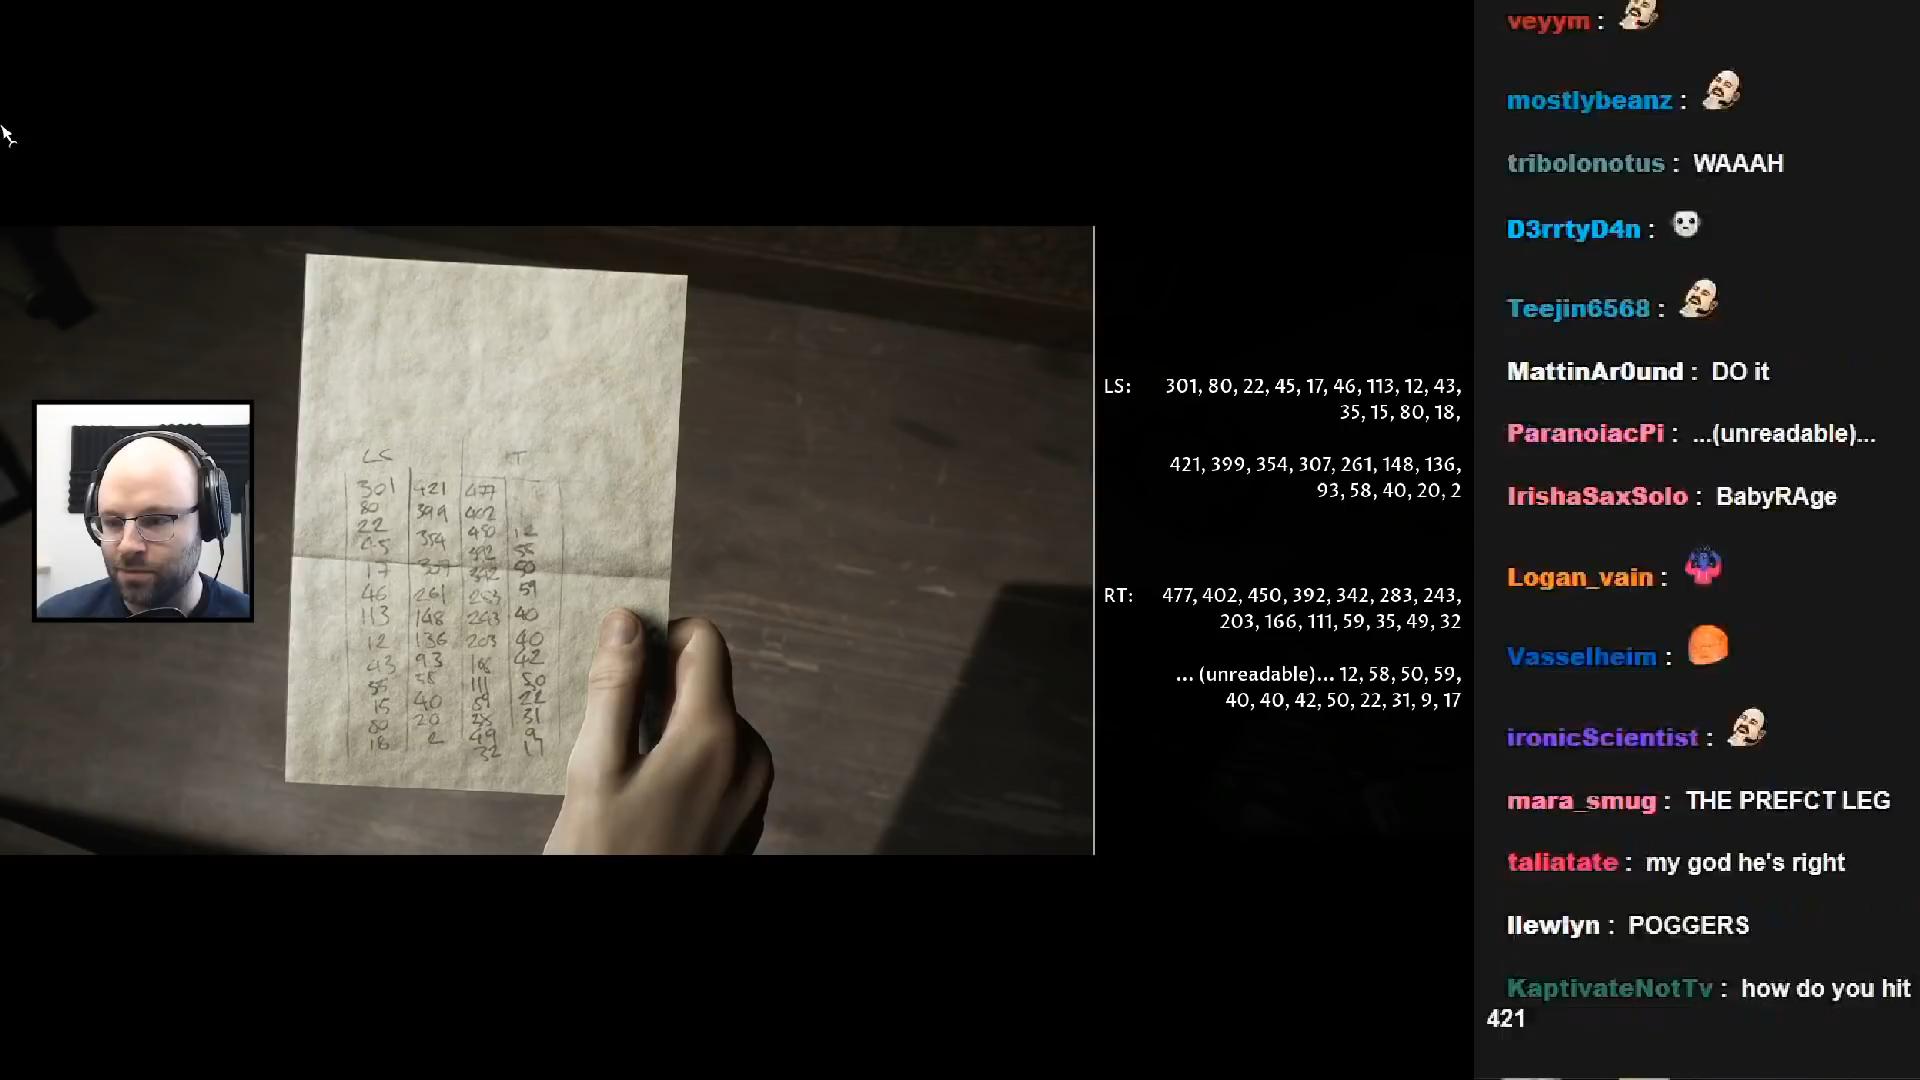 LS RT
301 421 477
80 399 402
22 354 450 12
45 307 392 58
17 261 342 50
46 148 283 59
113 136 243 40
12 93 203 40
43 58 166 42
35 40 111 50
15 20 59 22
80 2 35 31
18 49 9
32 17
LS: 301, 80, 22, 45, 17, 46, 113, 12, 43,
35, 15, 80, 18,
421, 399, 354, 307, 261, 148, 136,
93, 58, 40, 20, 2
RT: 477, 402, 450, 392, 342, 283, 243,
203, 166, 111, 59, 35, 49, 32
... (unreadable)... 12, 58, 50, 59,
40, 40, 42, 50, 22, 31, 9, 17
veyym :
mostlybeanz :
tribolonotus : WAAAH
D3rrtyD4n :
Teejin6568 :
MattinAr0und : DO it
ParanoiacPi : ...(unreadable)...
IrishaSaxSolo : BabyRAge
Logan_vain :
Vasselheim :
ironicScientist :
mara_smug : THE PREFCT LEG
taliatate : my god he's right
llewlyn : POGGERS
KaptivateNotTv : how do you hit
421